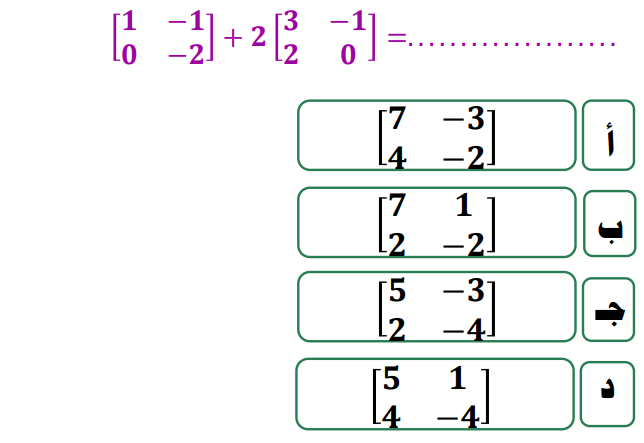 [1 −1 0 −2] + 2 [3 −1 2 0] =....................
[7 −3 4 −2] أ
[7 1 2 −2] ب
[5 −3 2 −4] جـ
[5 1 4 −4] د